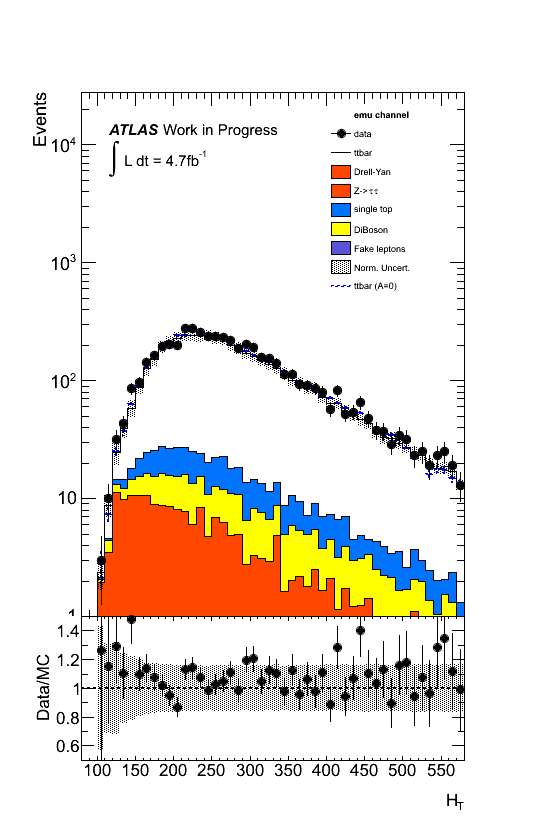 Events
ATLAS Work in Progress
∫ L dt = 4.7fb⁻¹
emu channel
data
ttbar
Drell-Yan
Z->ττ
single top
DiBoson
Fake leptons
Norm. Uncert.
ttbar (A=0)
10⁴
10³
10²
10
1
Data/MC
1.4
1.2
1
0.8
0.6
100 150 200 250 300 350 400 450 500 550
H_T